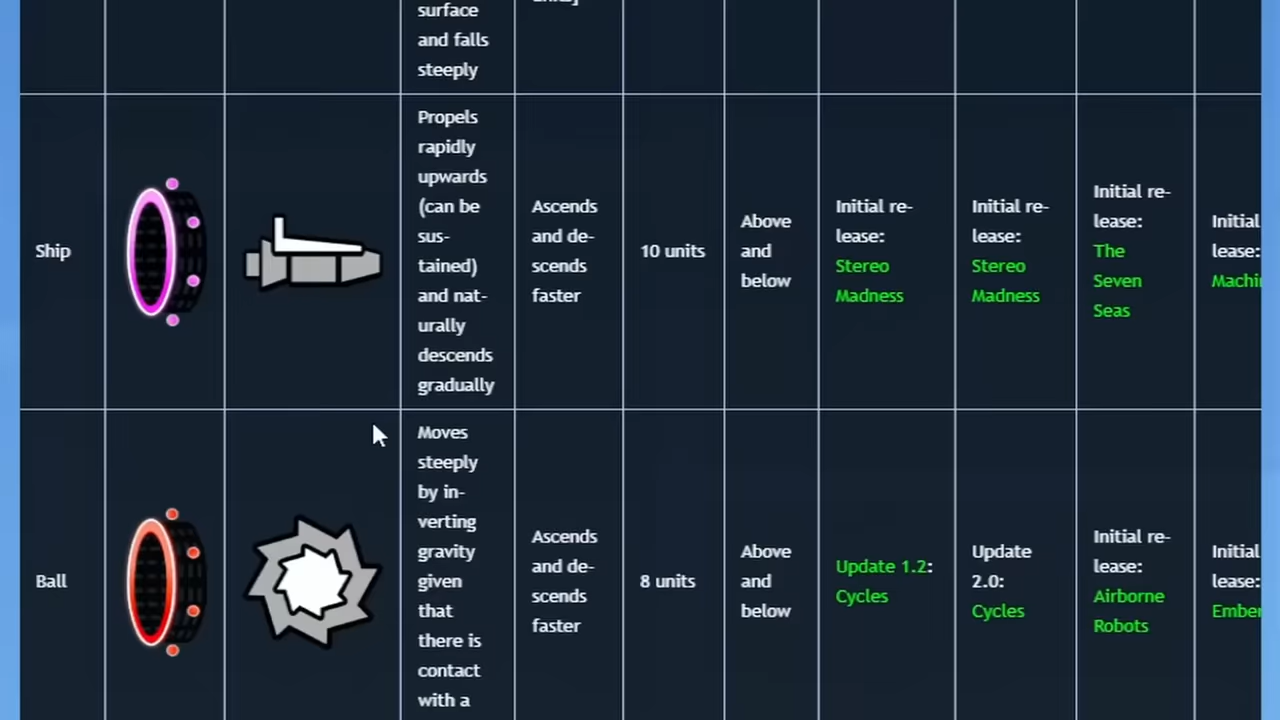 surface
and falls
steeply
Ship
Propels
rapidly
upwards
(can be
sus-
tained)
and nat-
urally
descends
gradually
Ascends
and de-
scends
faster
10 units
Above
and
below
Initial re-
lease:
Stereo
Madness
Initial re-
lease:
Stereo
Madness
Initial re-
lease:
The
Seven
Seas
Initial
lease:
Ball
Moves
steeply
by in-
verting
gravity
given
that
there is
contact
with a
Ascends
and de-
scends
faster
8 units
Above
and
below
Update 1.2:
Cycles
Update
2.0:
Cycles
Initial re-
lease:
Airborne
Robots
Initial
lease:
Ember